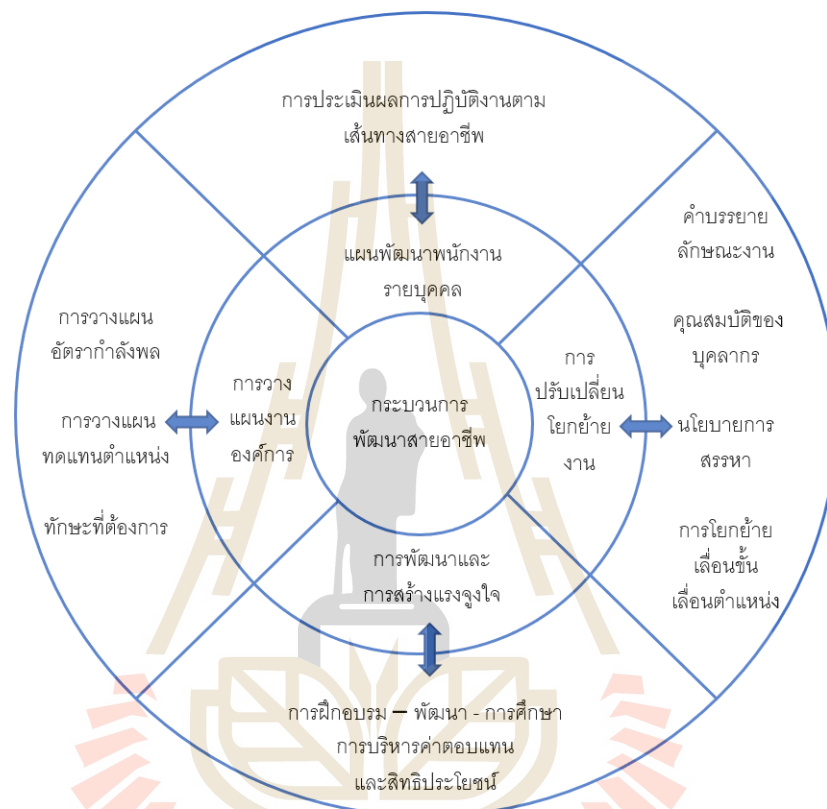 การประเมินผลการปฏิบัติงานตาม
เส้นทางสายอาชีพ
แผนพัฒนาพนักงาน
รายบุคคล
คำบรรยาย
ลักษณะงาน
คุณสมบัติของ
บุคลากร
นโยบายการ
สรรหา
การโยกย้าย
เลื่อนขั้น
เลื่อนตำแหน่ง
การ
ปรับเปลี่ยน
โยกย้าย
งาน
กระบวนการ
พัฒนาสายอาชีพ
การวาง
แผนงาน
องค์การ
การวางแผน
อัตรากำลังพล
การวางแผน
ทดแทนตำแหน่ง
ทักษะที่ต้องการ
การพัฒนาและ
การสร้างแรงจูงใจ
การฝึกอบรม – พัฒนา - การศึกษา
การบริหารค่าตอบแทน
และสิทธิประโยชน์